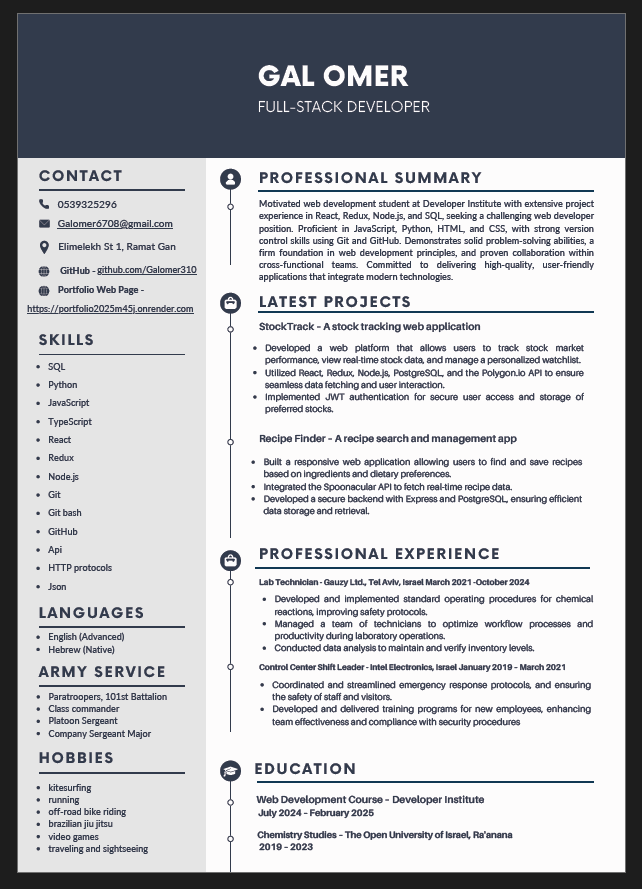 GAL OMER
FULL-STACK DEVELOPER
CONTACT
0539325296
Galomer6708@gmail.com
Elimelekh St 1, Ramat Gan
GitHub - github.com/Galomer310
Portfolio Web Page -
https://portfolio2025m45j.onrender.com
SKILLS
• SQL
• Python
• JavaScript
• TypeScript
• React
• Redux
• Node.js
• Git
• Git bash
• GitHub
• Api
• HTTP protocols
• Json
LANGUAGES
• English (Advanced)
• Hebrew (Native)
ARMY SERVICE
• Paratroopers, 101st Battalion
• Class commander
• Platoon Sergeant
• Company Sergeant Major
HOBBIES
• kitesurfing
• running
• off-road bike riding
• brazilian jiu jitsu
• video games
• traveling and sightseeing
PROFESSIONAL SUMMARY
Motivated web development student at Developer Institute with extensive project
experience in React, Redux, Node.js, and SQL, seeking a challenging web developer
position. Proficient in JavaScript, Python, HTML, and CSS, with strong version
control skills using Git and GitHub. Demonstrates solid problem-solving abilities, a
firm foundation in web development principles, and proven collaboration within
cross-functional teams. Committed to delivering high-quality, user-friendly
applications that integrate modern technologies.
LATEST PROJECTS
StockTrack - A stock tracking web application
• Developed a web platform that allows users to track stock market
performance, view real-time stock data, and manage a personalized watchlist.
• Utilized React, Redux, Node.js, PostgreSQL, and the Polygon.io API to ensure
seamless data fetching and user interaction.
• Implemented JWT authentication for secure user access and storage of
preferred stocks.
Recipe Finder - A recipe search and management app
• Built a responsive web application allowing users to find and save recipes
based on ingredients and dietary preferences.
• Integrated the Spoonacular API to fetch real-time recipe data.
• Developed a secure backend with Express and PostgreSQL, ensuring efficient
data storage and retrieval.
PROFESSIONAL EXPERIENCE
Lab Technician - Gauzy Ltd., Tel Aviv, Israel March 2021 -October 2024
• Developed and implemented standard operating procedures for chemical
reactions, improving safety protocols.
• Managed a team of technicians to optimize workflow processes and
productivity during laboratory operations.
• Conducted data analysis to maintain and verify inventory levels.
Control Center Shift Leader - Intel Electronics, Israel January 2019 - March 2021
• Coordinated and streamlined emergency response protocols, and ensuring
the safety of staff and visitors.
• Developed and delivered training programs for new employees, enhancing
team effectiveness and compliance with security procedures
EDUCATION
Web Development Course - Developer Institute
July 2024 - February 2025
Chemistry Studies - The Open University of Israel, Ra'anana
2019 - 2023